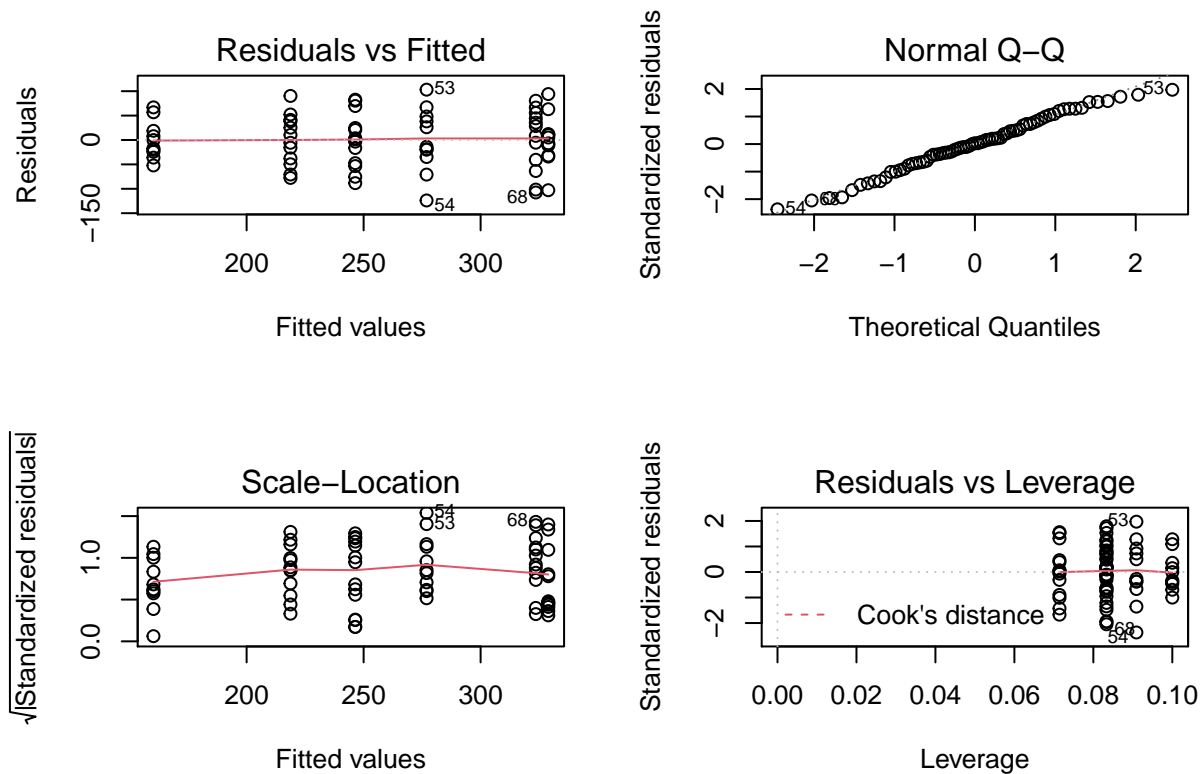 Residuals vs Fitted
Residuals
0
−150
53
54
68
200 250 300
Fitted values
Normal Q−Q
Standardized residuals
2
0
−2
53
54
68
−2 −1 0 1 2
Theoretical Quantiles
Scale−Location
√|Standardized residuals|
1.0
0.0
54
53
68
200 250 300
Fitted values
Residuals vs Leverage
Standardized residuals
2
0
−2
53
68
54
Cook's distance
0.00 0.02 0.04 0.06 0.08 0.10
Leverage